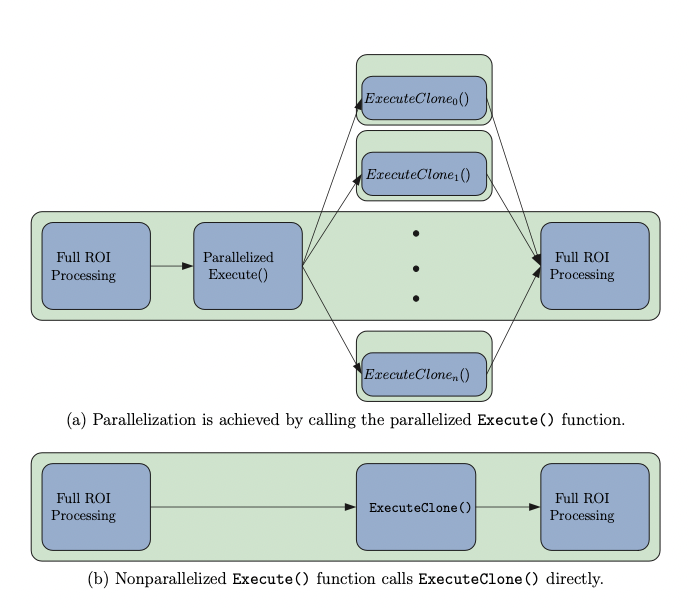 ExecuteClone₀()
ExecuteClone₁()
Full ROI
Processing
Parallelized
Execute()
Full ROI
Processing
ExecuteCloneₙ()
(a) Parallelization is achieved by calling the parallelized Execute() function.
Full ROI
Processing
ExecuteClone()
Full ROI
Processing
(b) Nonparallelized Execute() function calls ExecuteClone() directly.